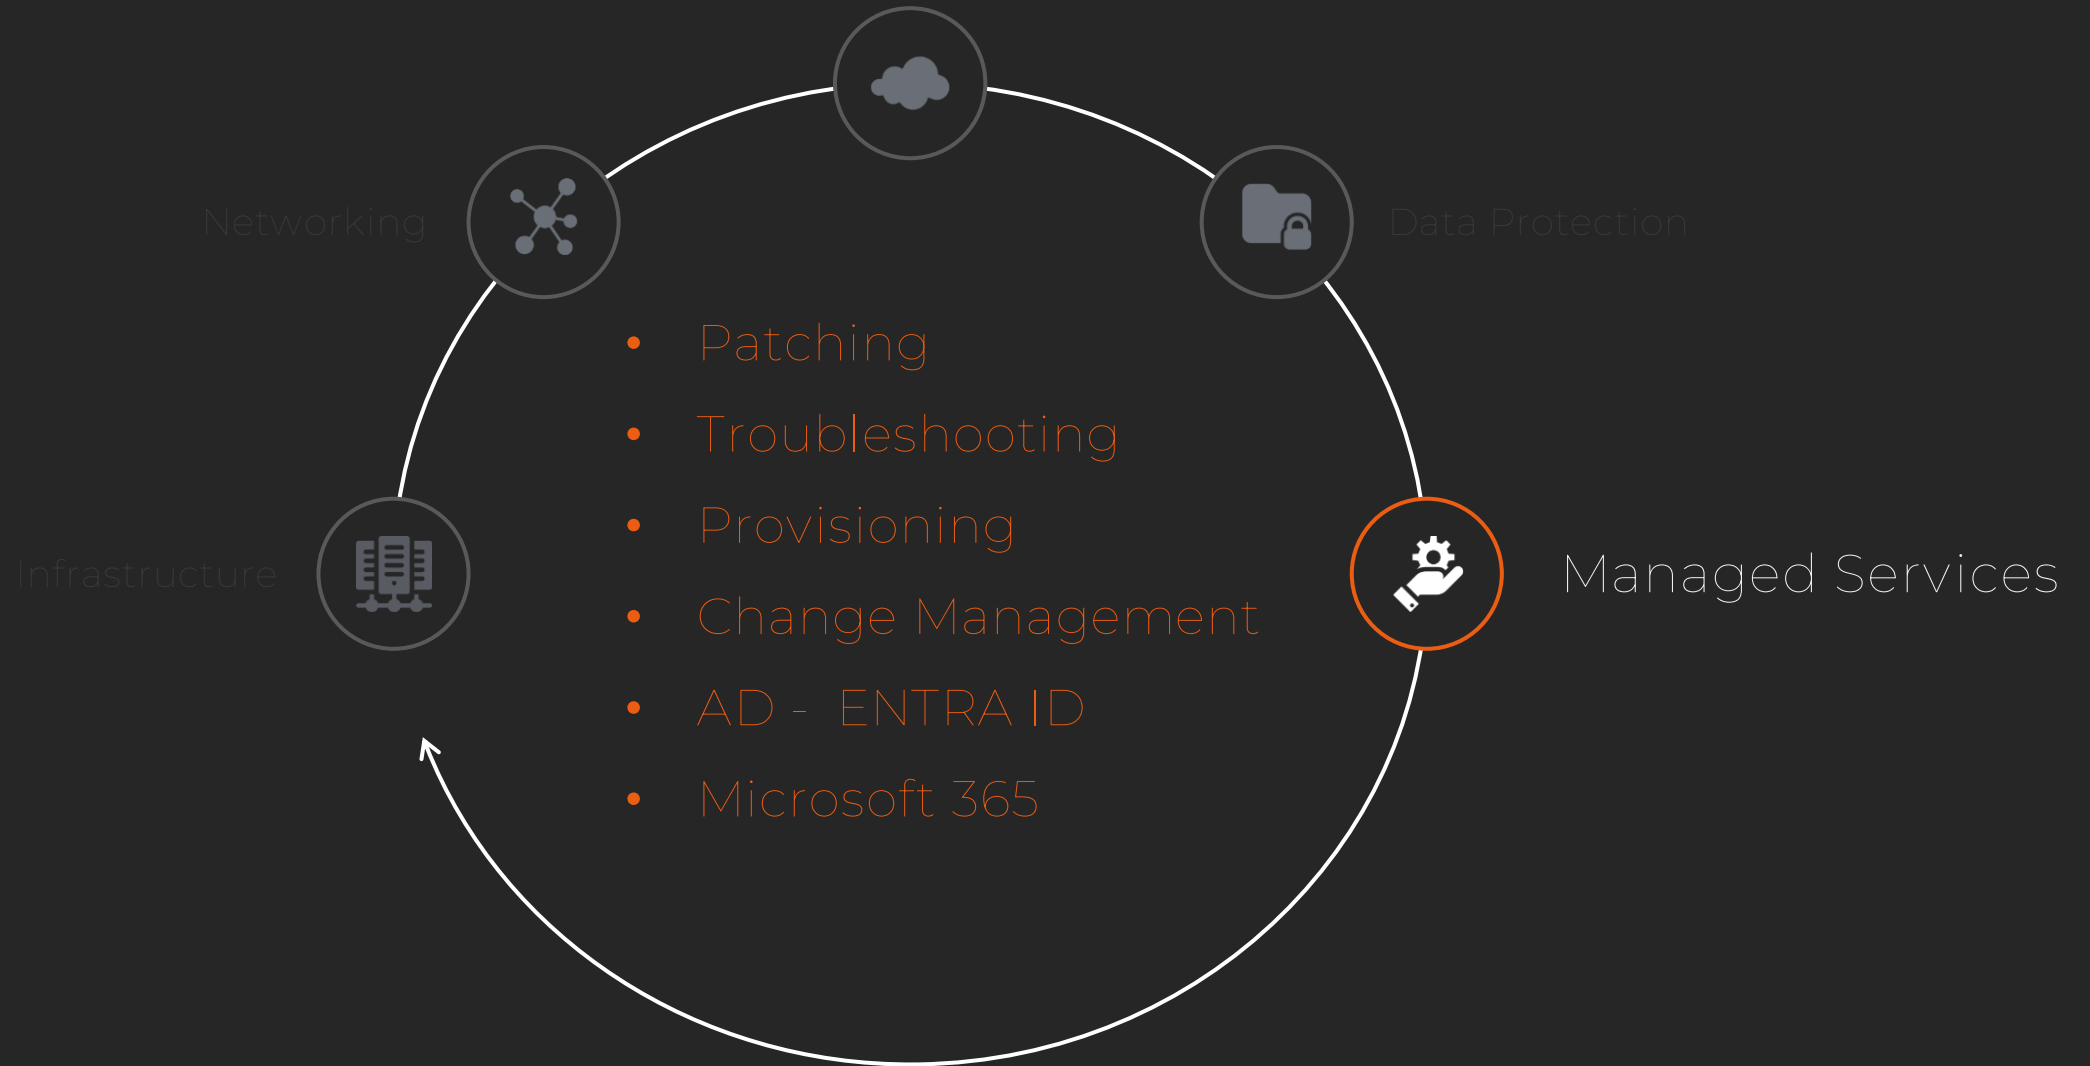 Networking
Data Protection
• Patching
• Troubleshooting
• Provisioning
• Change Management
• AD - ENTRA ID
• Microsoft 365
Infrastructure
Managed Services